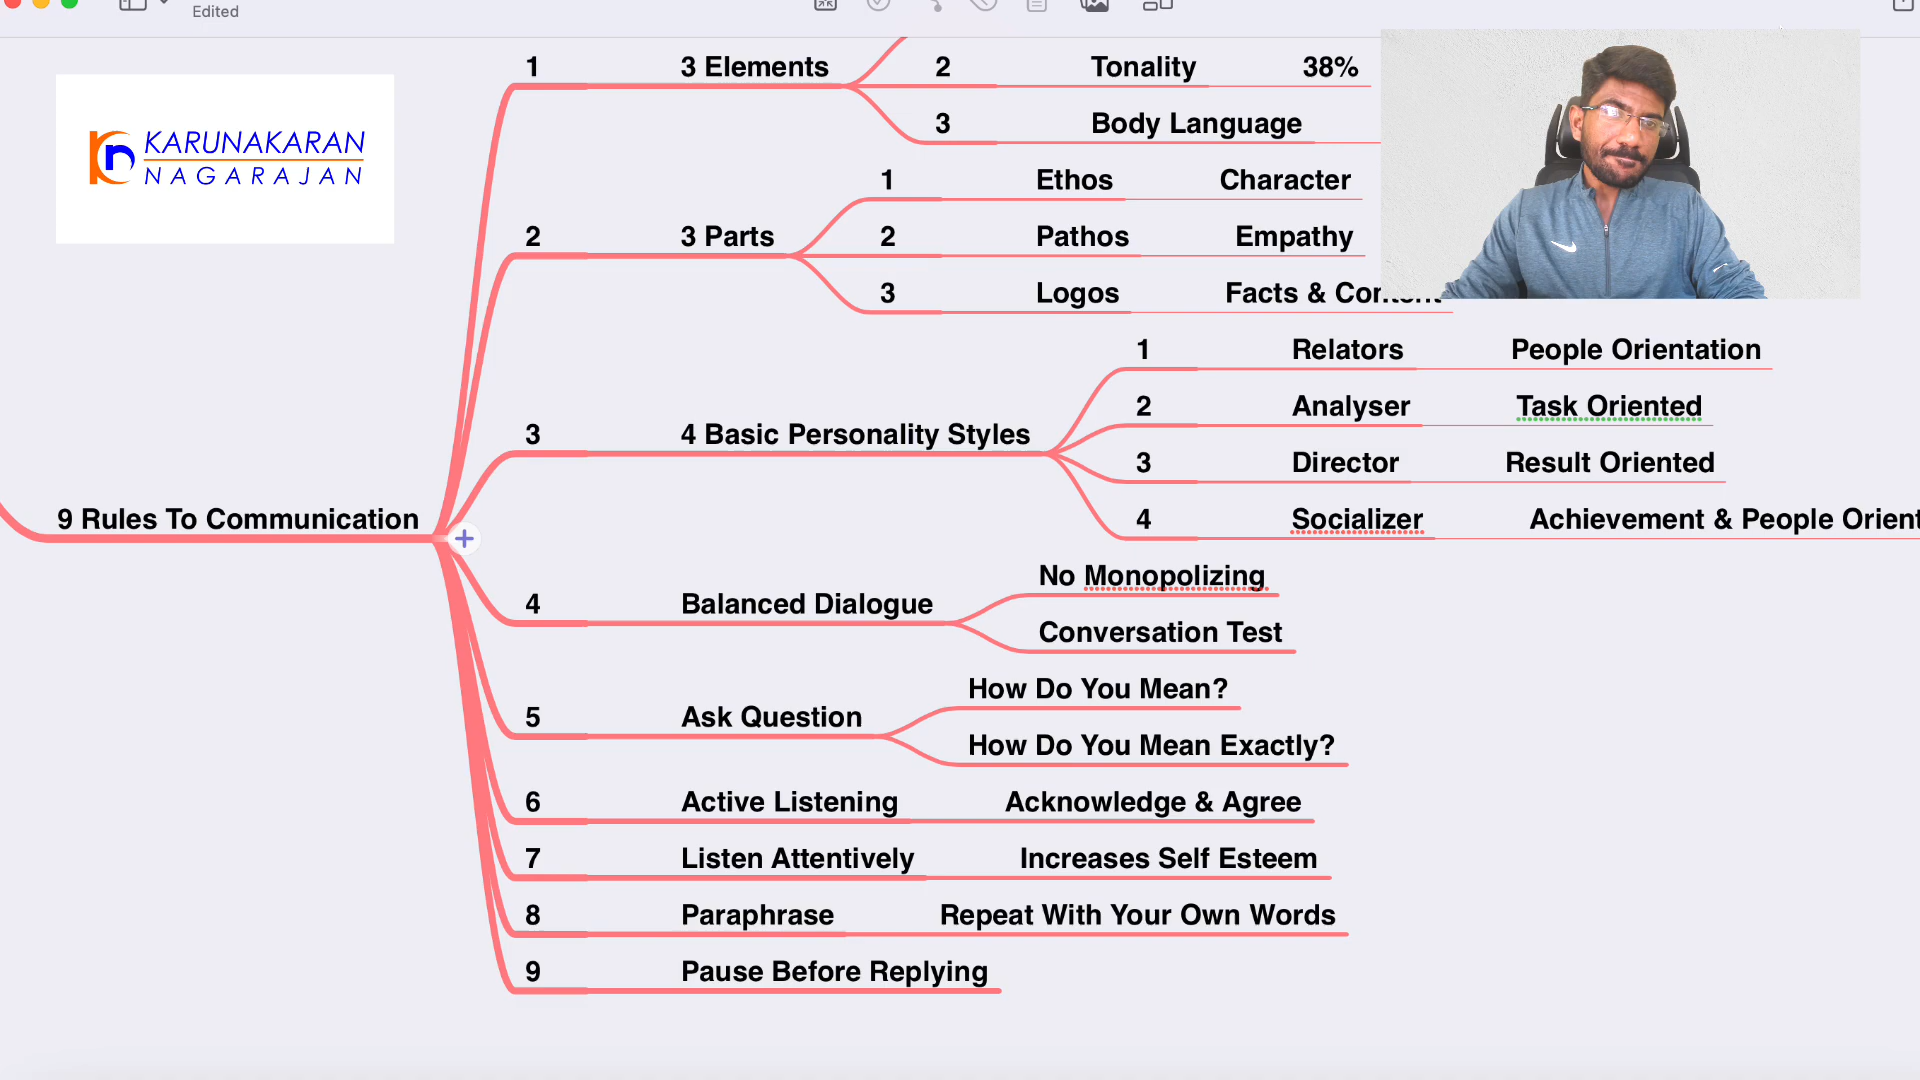 Edited
KARUNAKARAN
NAGARAJAN
9 Rules To Communication
1 3 Elements
2 Tonality 38%
3 Body Language
2 3 Parts
1 Ethos Character
2 Pathos Empathy
3 Logos Facts & Content
3 4 Basic Personality Styles
1 Relators People Orientation
2 Analyser Task Oriented
3 Director Result Oriented
4 Socializer Achievement & People Orient
4 Balanced Dialogue
No Monopolizing
Conversation Test
5 Ask Question
How Do You Mean?
How Do You Mean Exactly?
6 Active Listening Acknowledge & Agree
7 Listen Attentively Increases Self Esteem
8 Paraphrase Repeat With Your Own Words
9 Pause Before Replying